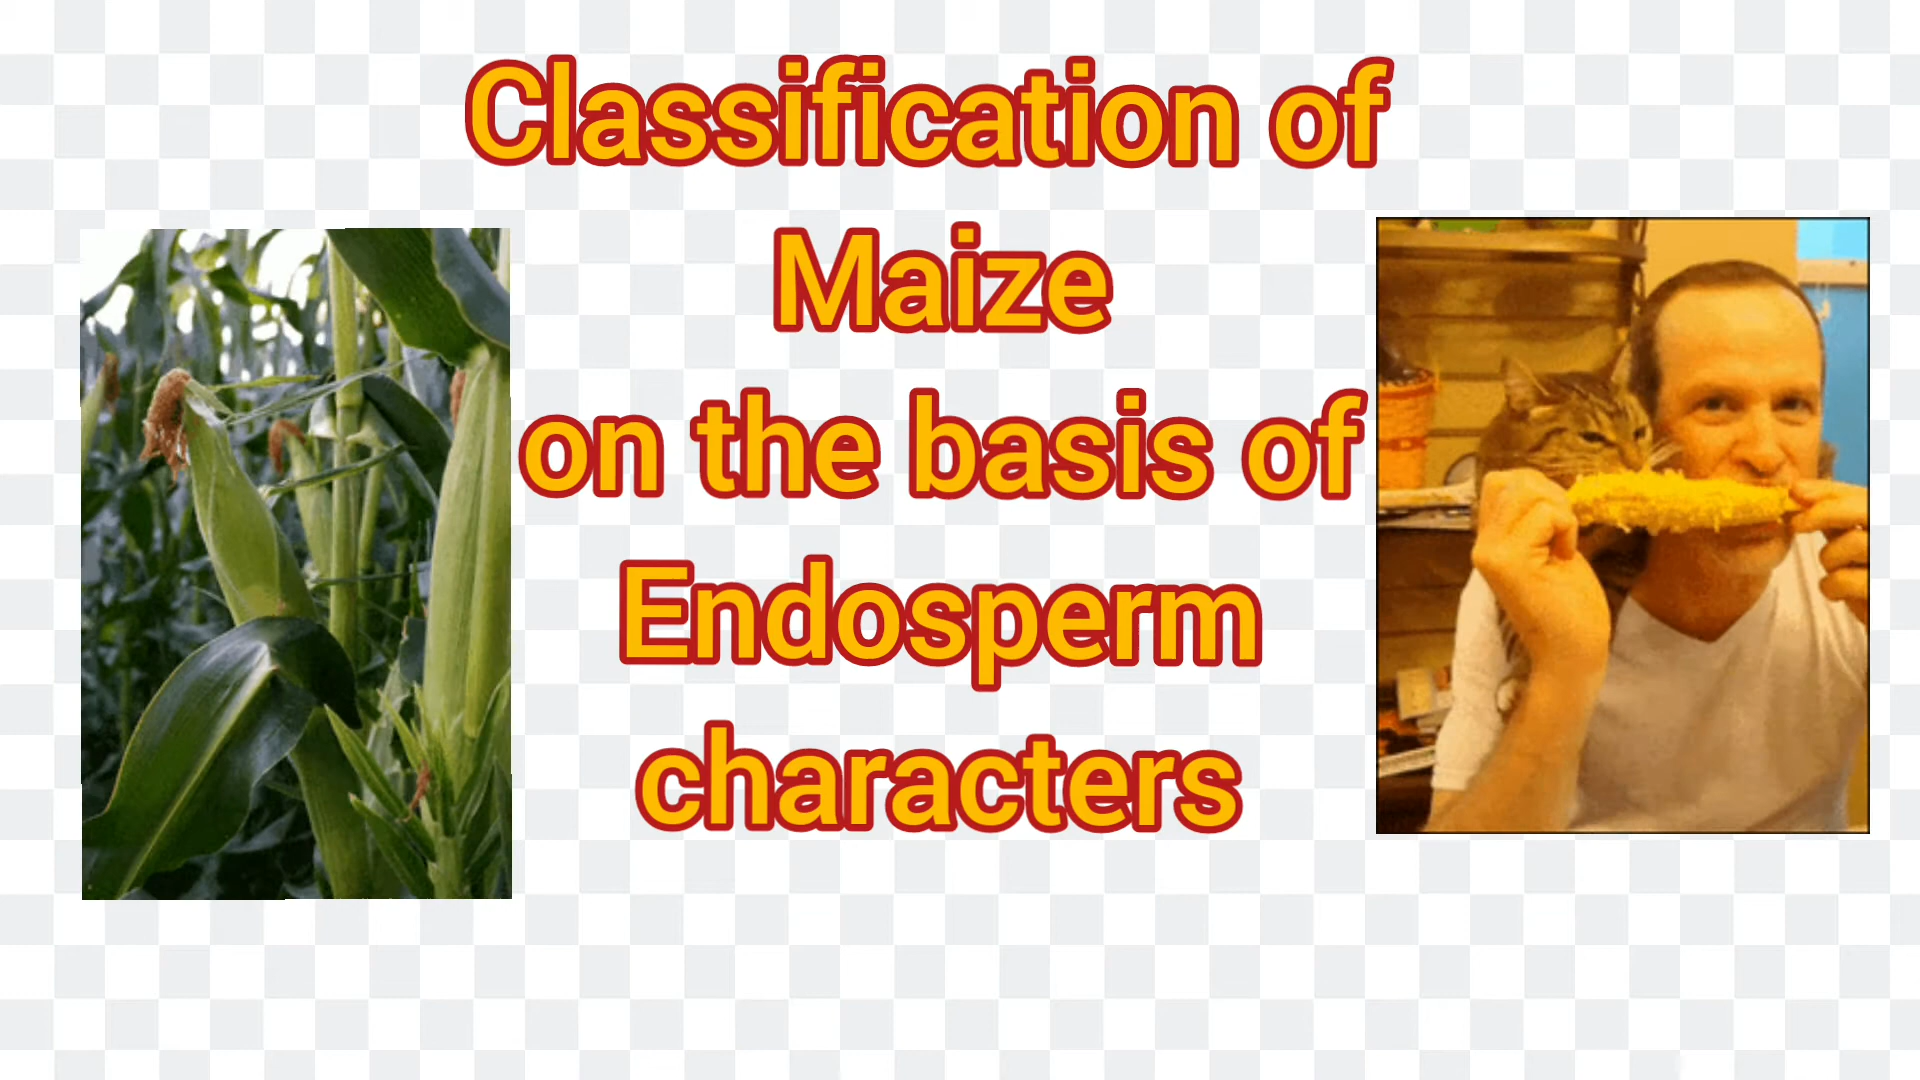 Classification of
Maize
on the basis of
Endosperm
characters